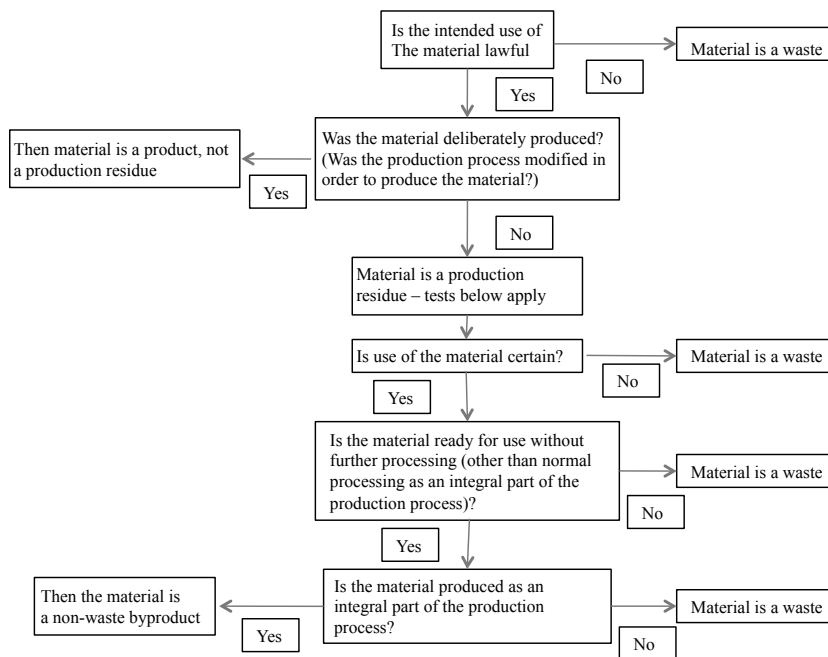 Is the intended use of
The material lawful
Material is a waste
No
Yes
Was the material deliberately produced?
(Was the production process modified in
order to produce the material?)
Then material is a product, not
a production residue
Yes
No
Material is a production
residue – tests below apply
Is use of the material certain?
Material is a waste
No
Yes
Is the material ready for use without
further processing (other than normal
processing as an integral part of the
production process)?
Material is a waste
No
Yes
Is the material produced as an
integral part of the production
process?
Then the material is
a non-waste byproduct
Material is a waste
Yes
No